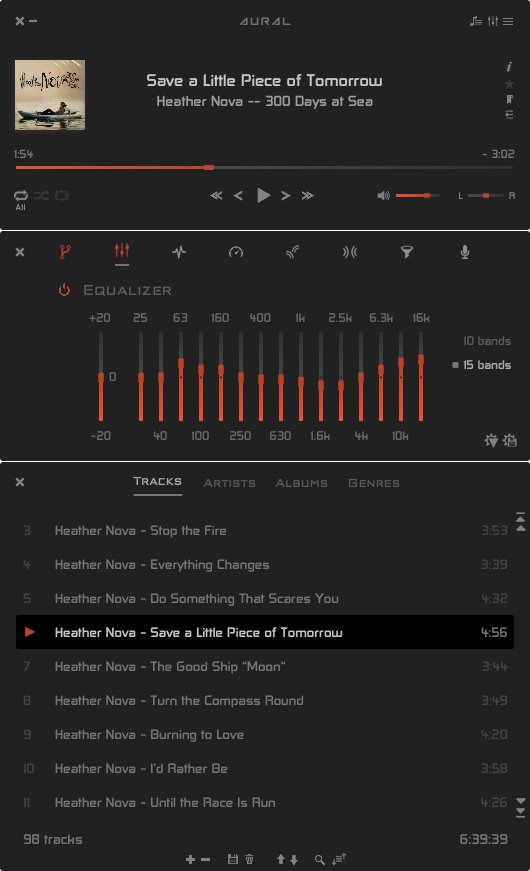 AURAL
Heather Nova
Save a Little Piece of Tomorrow
Heather Nova -- 300 Days at Sea
i
1:54
- 3:02
All
L
R
EQUALIZER
+20 25 63 160 400 1k 2.5k 6.3k 16k
0
10 bands
15 bands
-20 40 100 250 630 1.6k 4k 10k
TRACKS ARTISTS ALBUMS GENRES
3 Heather Nova - Stop the Fire 3:53
4 Heather Nova - Everything Changes 3:39
5 Heather Nova - Do Something That Scares You 4:32
Heather Nova - Save a Little Piece of Tomorrow 4:56
7 Heather Nova - The Good Ship "Moon" 3:44
8 Heather Nova - Turn the Compass Round 3:49
9 Heather Nova - Burning to Love 4:20
10 Heather Nova - I'd Rather Be 3:58
11 Heather Nova - Until the Race Is Run 4:26
98 tracks 6:39:39